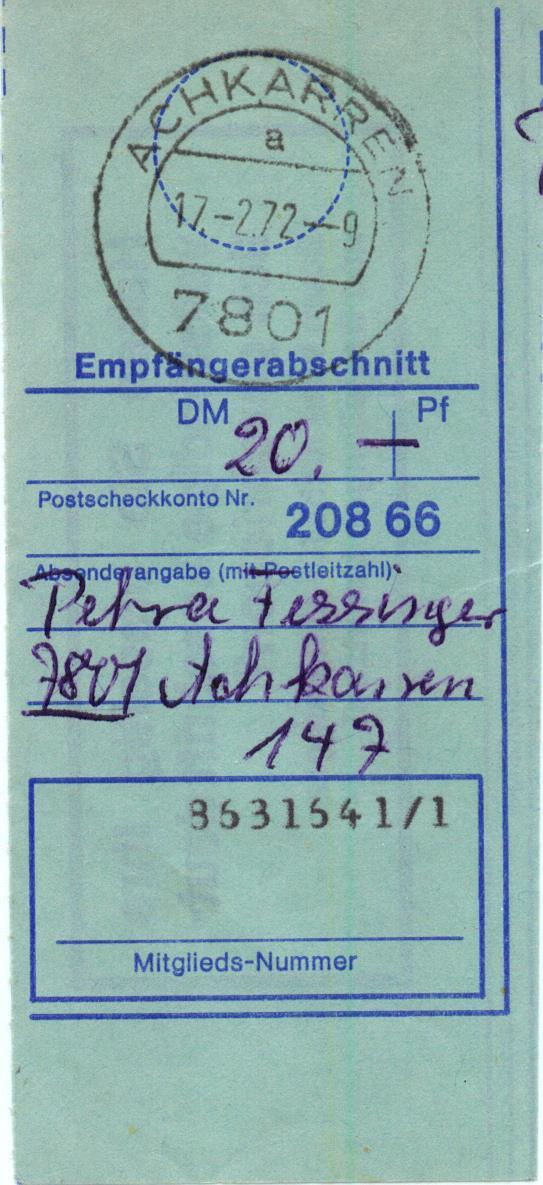 ACHKARREN
a
17.-2.72--9
7801
Empfängerabschnitt
DM Pf
20. —
Postscheckkonto Nr. 208 66
Absenderangabe (mit Postleitzahl)
Petra Fessinger
7801 Achkarren
147
8631541/1
Mitglieds-Nummer